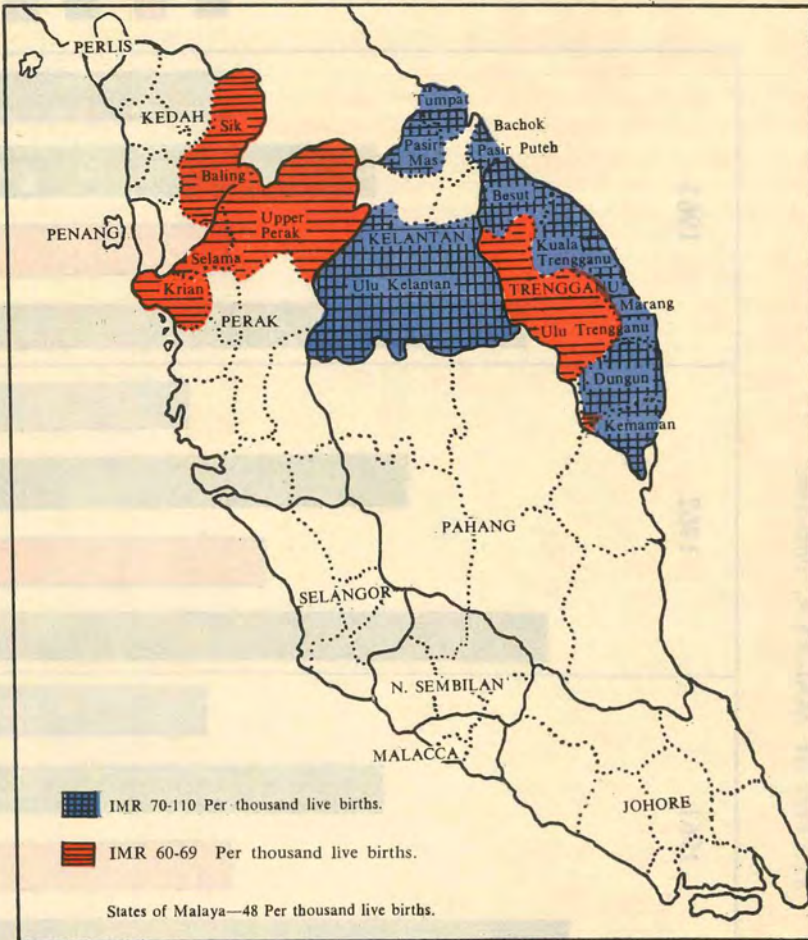 PERLIS
KEDAH
Sik
Baling
PENANG
Upper
Perak
Selama
Krian
PERAK
Tumpat
Pasir
Mas
Bachok
Pasir Puteh
Besut
Kuala
Trengganu
KELANTAN
Ulu Kelantan
TRENGGANU
Marang
Ulu Trengganu
Dungun
Kemaman
PAHANG
SELANGOR
N. SEMBILAN
MALACCA
JOHORE
IMR 70-110 Per thousand live births.
IMR 60-69 Per thousand live births.
States of Malaya—48 Per thousand live births.